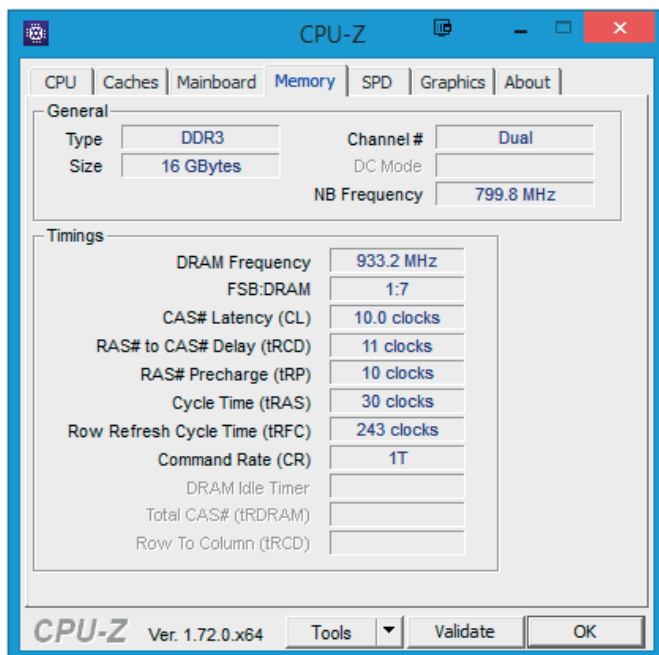 CPU-Z
CPU Caches Mainboard Memory SPD Graphics About
General
Type DDR3 Channel # Dual
Size 16 GBytes DC Mode
NB Frequency 799.8 MHz
Timings
DRAM Frequency 933.2 MHz
FSB:DRAM 1:7
CAS# Latency (CL) 10.0 clocks
RAS# to CAS# Delay (tRCD) 11 clocks
RAS# Precharge (tRP) 10 clocks
Cycle Time (tRAS) 30 clocks
Row Refresh Cycle Time (tRFC) 243 clocks
Command Rate (CR) 1T
DRAM Idle Timer
Total CAS# (tRDRAM)
Row To Column (tRCD)
CPU-Z Ver. 1.72.0.x64 Tools Validate OK